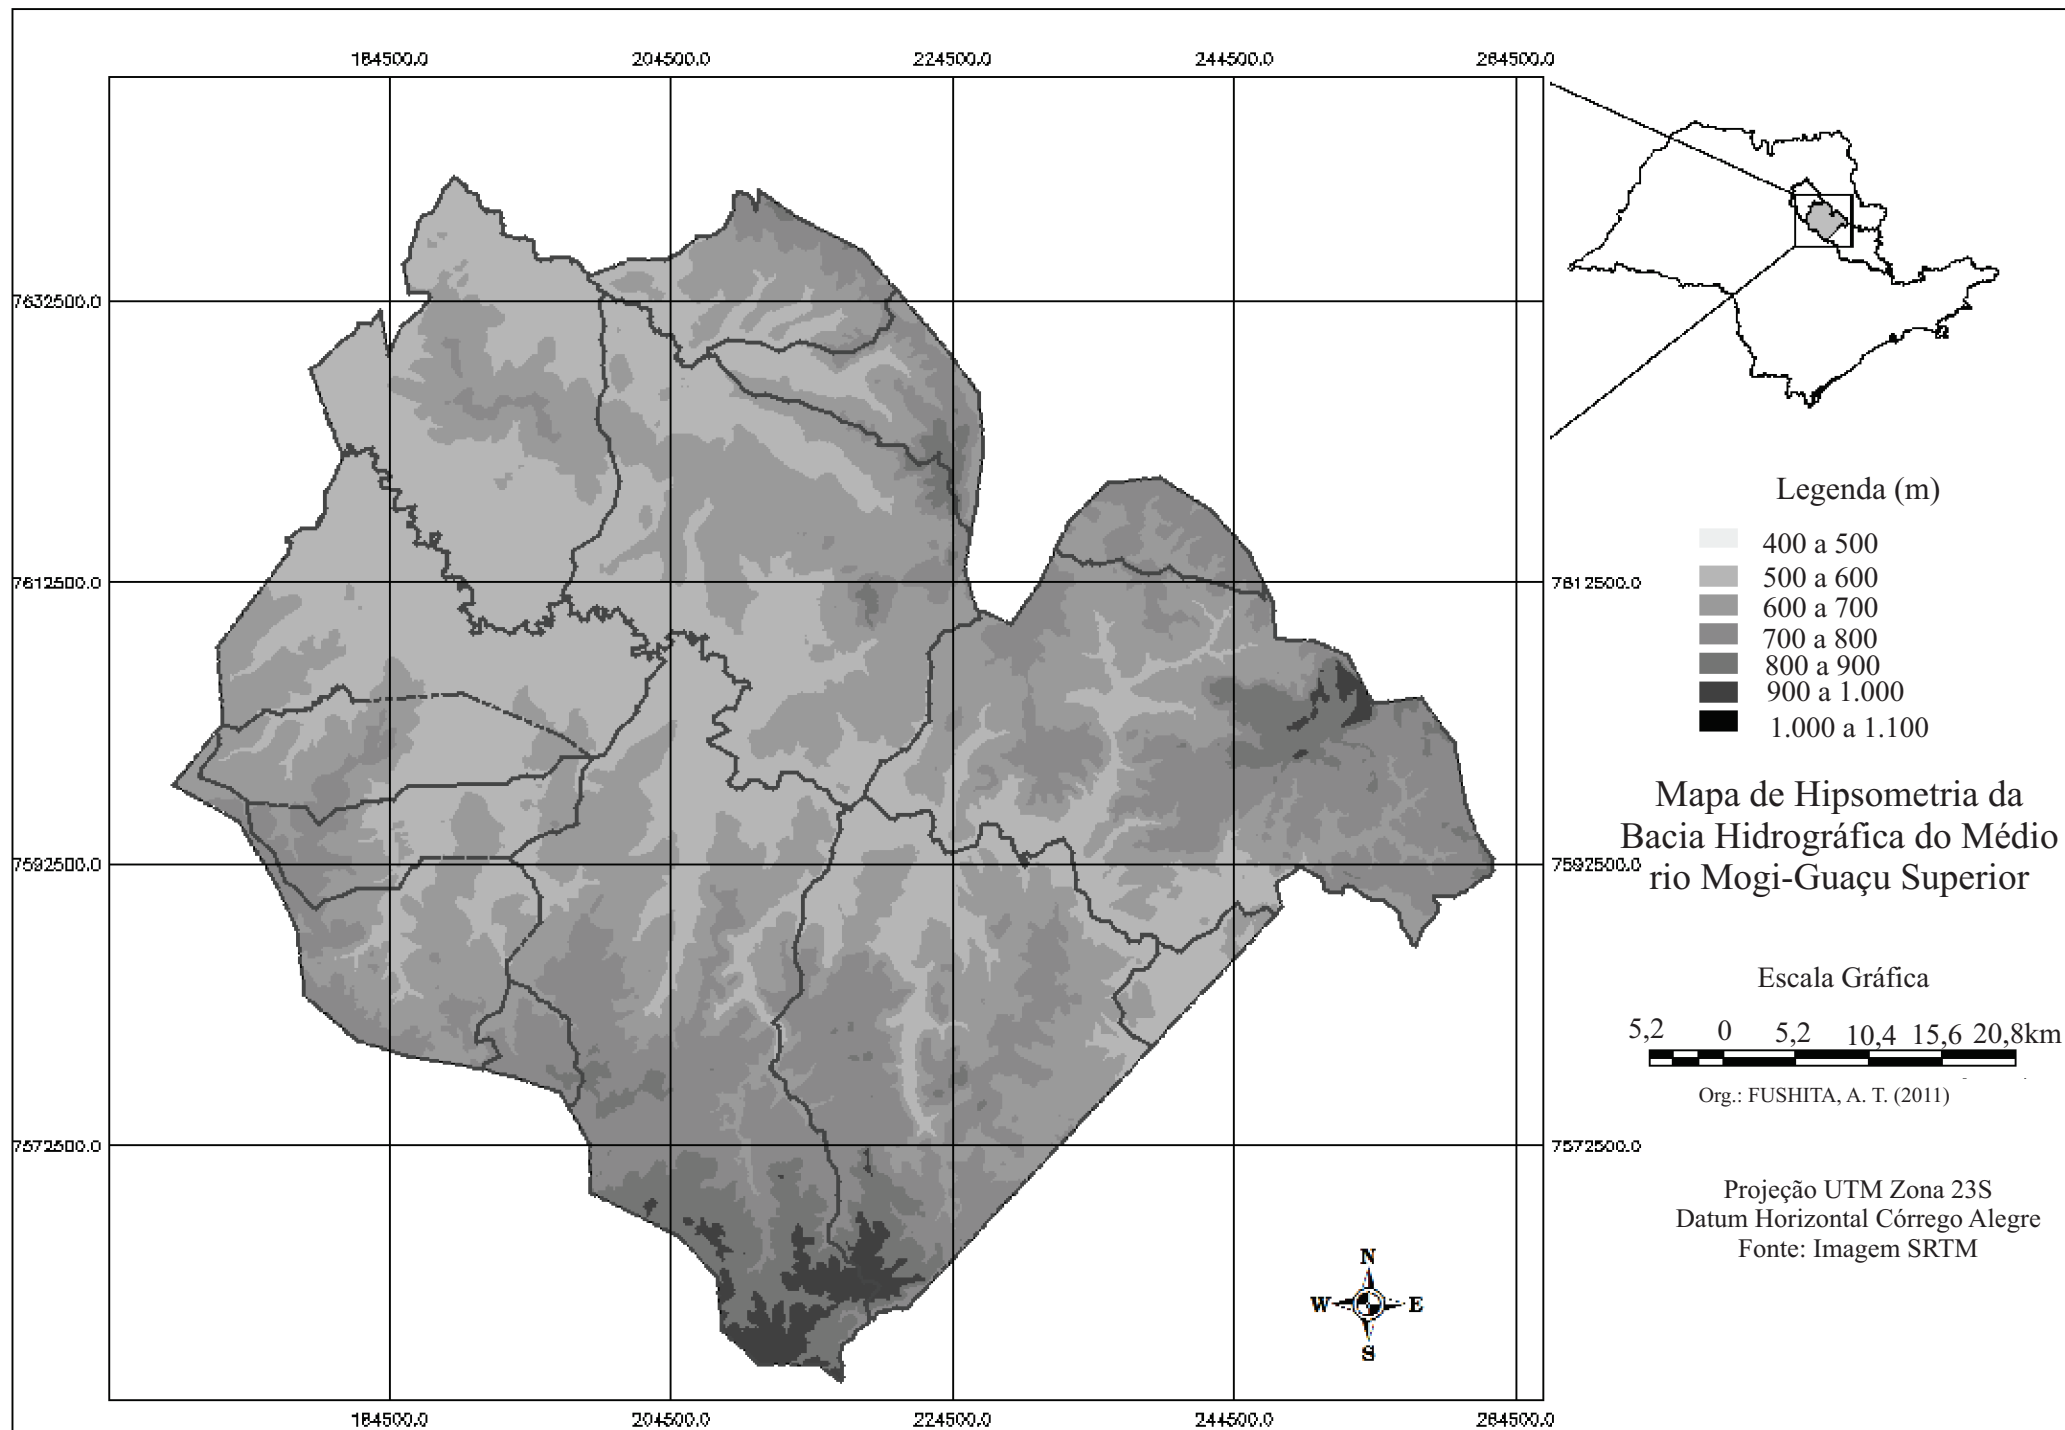 184500.0 204500.0 224500.0 244500.0 264500.0
7632500.0
7612500.0 7612500.0
7592500.0 7592500.0
7572500.0 7572500.0
184500.0 204500.0 224500.0 244500.0 264500.0
N
W E
S
Legenda (m)
400 a 500
500 a 600
600 a 700
700 a 800
800 a 900
900 a 1.000
1.000 a 1.100
Mapa de Hipsometria da
Bacia Hidrográfica do Médio
rio Mogi-Guaçu Superior
Escala Gráfica
5,2 0 5,2 10,4 15,6 20,8km
Org.: FUSHITA, A. T. (2011)
Projeção UTM Zona 23S
Datum Horizontal Córrego Alegre
Fonte: Imagem SRTM